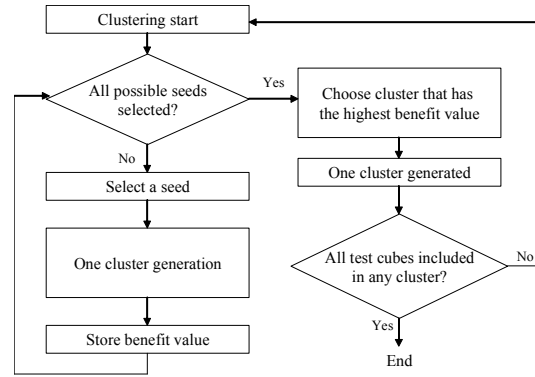 Clustering start
All possible seeds
selected?
Yes
No
Select a seed
One cluster generation
Store benefit value
Choose cluster that has
the highest benefit value
One cluster generated
All test cubes included
in any cluster?
No
Yes
End